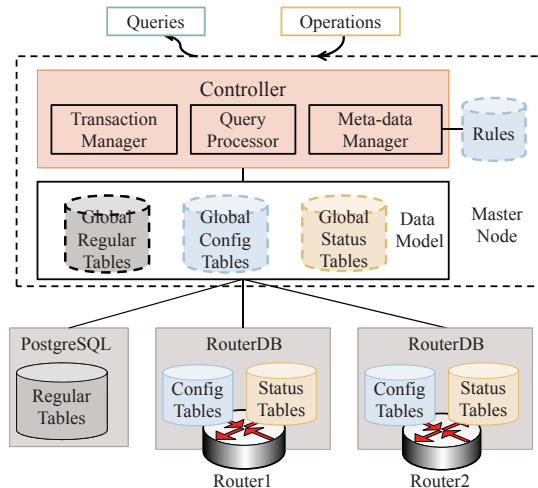 Queries
Operations
Controller
Transaction
Manager
Query
Processor
Meta-data
Manager
Rules
Global
Regular
Tables
Global
Config
Tables
Global
Status
Tables
Data
Model
Master
Node
PostgreSQL
Regular
Tables
RouterDB
Config
Tables
Status
Tables
Router1
RouterDB
Config
Tables
Status
Tables
Router2